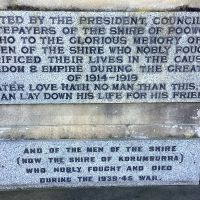 TED BY THE PRESIDENT, COUNCIL
TEPAYERS OF THE SHIRE OF POOW
HO TO THE GLORIOUS MEMORY OF
EN OF THE SHIRE WHO NOBLY FOUG
RIFICED THEIR LIVES IN THE CAUS
DOM & EMPIRE DURING THE GREA
OF 1914-1919
ATER LOVE HATH NO MAN THAN THIS,
AN LAY DOWN HIS LIFE FOR HIS FRIE
AND OF THE MEN OF THE SHIRE
(NOW THE SHIRE OF KORUMBURRA)
WHO NOBLY FOUGHT AND DIED
DURING THE 1939-45 WAR.